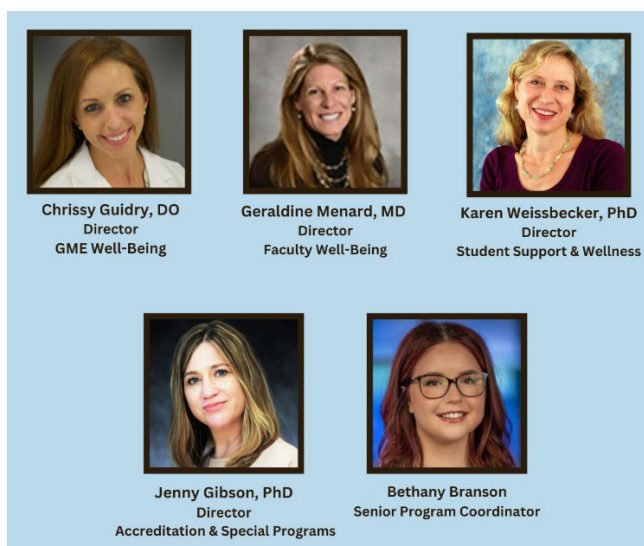 Chrissy Guidry, DO
Director
GME Well-Being
Geraldine Menard, MD
Director
Faculty Well-Being
Karen Weissbecker, PhD
Director
Student Support & Wellness
Jenny Gibson, PhD
Director
Accreditation & Special Programs
Bethany Branson
Senior Program Coordinator